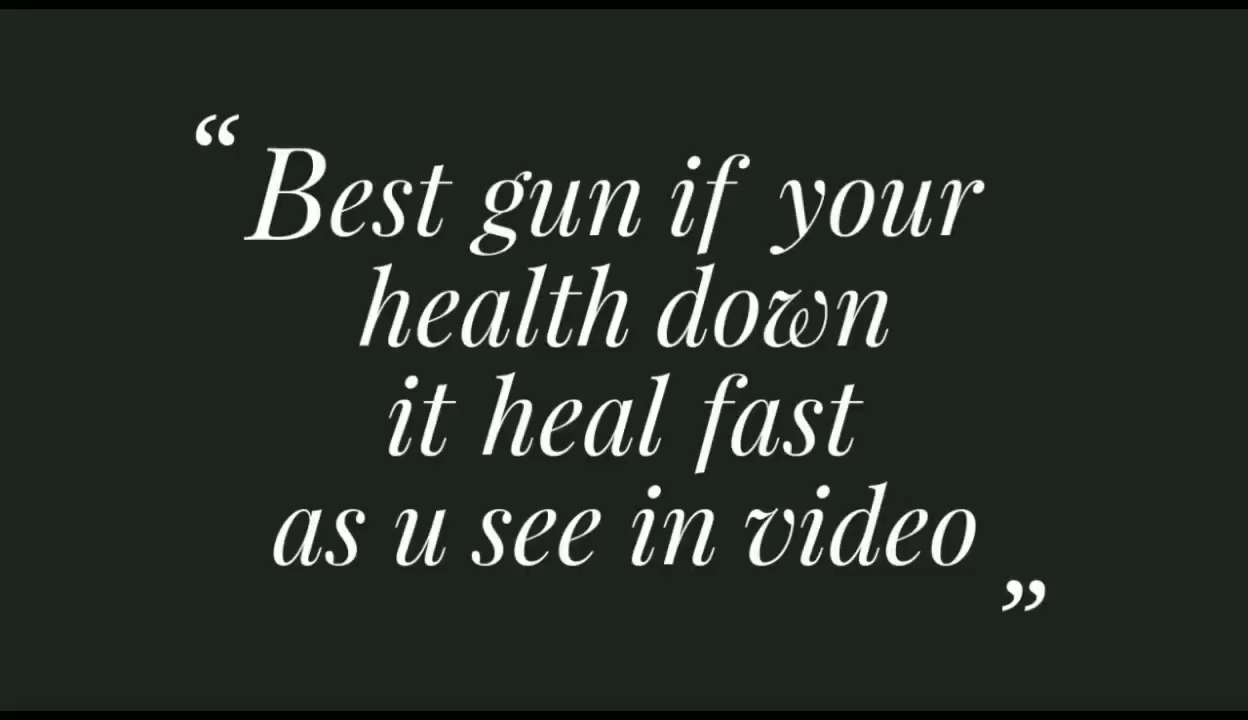 “Best gun if your
health down
it heal fast
as u see in video”